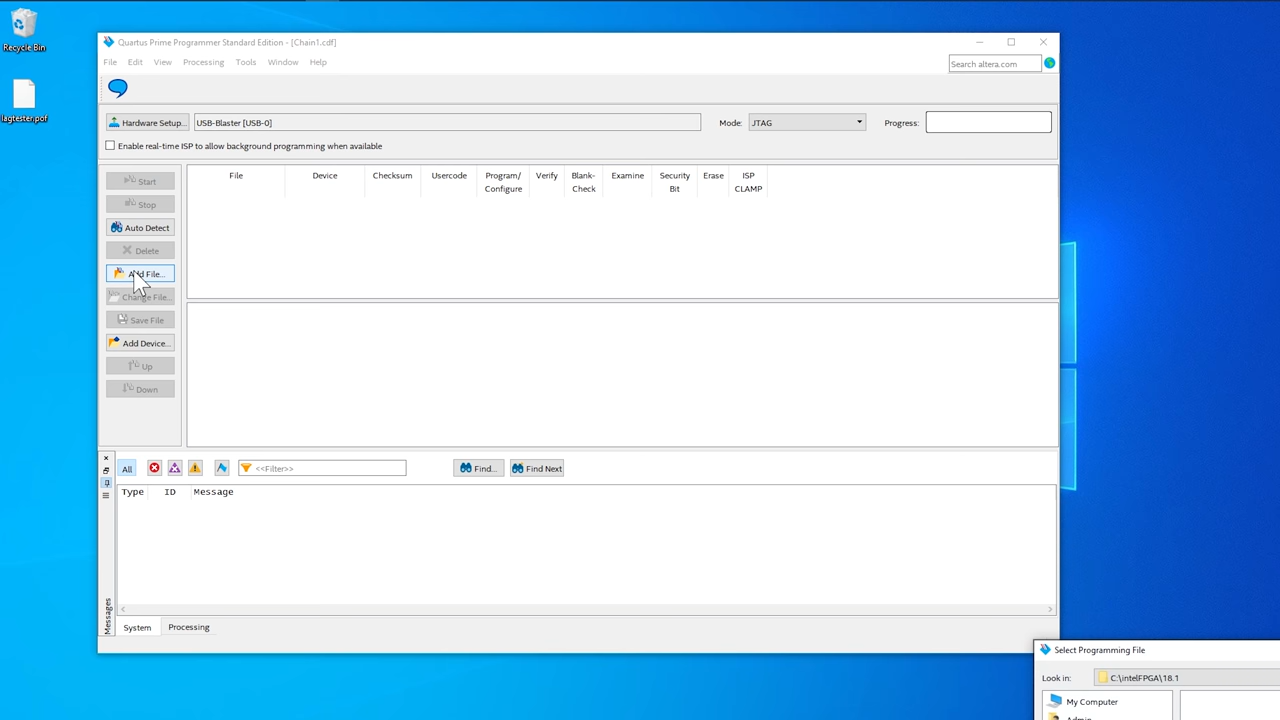 Recycle Bin
lagtester.pof
Quartus Prime Programmer Standard Edition - [Chain1.cdf]
File Edit View Processing Tools Window Help
Search altera.com
Hardware Setup... USB-Blaster [USB-0] Mode: JTAG Progress:
Enable real-time ISP to allow background programming when available
Start
Stop
Auto Detect
Delete
Add File...
Change File...
Save File
Add Device...
Up
Down
File Device Checksum Usercode Program/ Verify Blank- Examine Security Erase ISP
Configure Check Bit CLAMP
All <<Filter>> Find... Find Next
Type ID Message
Messages
System Processing
Select Programming File
Look in: C:\intelFPGA\18.1
My Computer
Admin